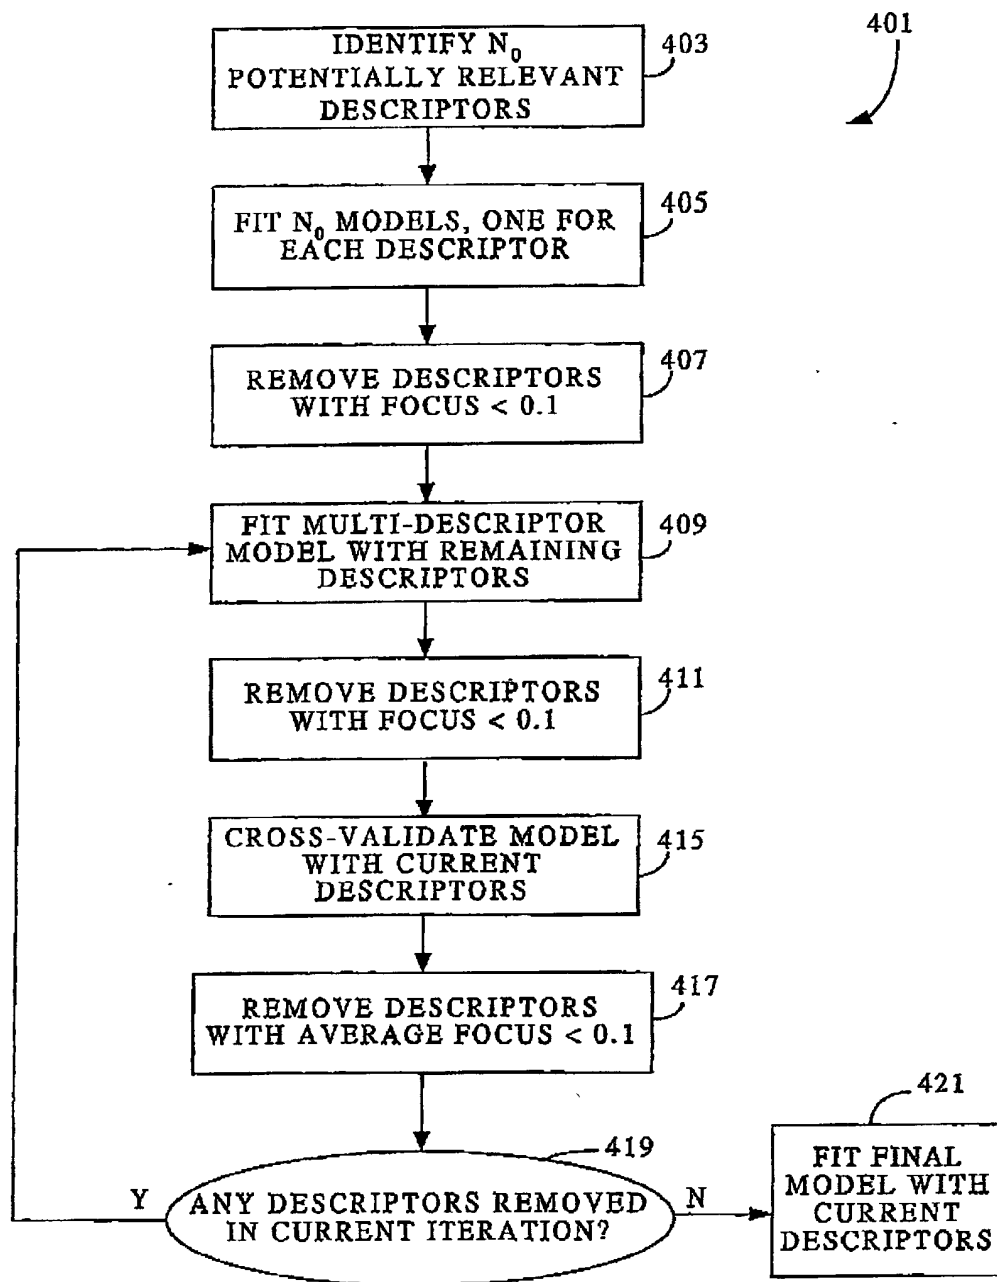 401
IDENTIFY N₀
POTENTIALLY RELEVANT
DESCRIPTORS
403
FIT N₀ MODELS, ONE FOR
EACH DESCRIPTOR
405
REMOVE DESCRIPTORS
WITH FOCUS < 0.1
407
FIT MULTI-DESCRIPTOR
MODEL WITH REMAINING
DESCRIPTORS
409
REMOVE DESCRIPTORS
WITH FOCUS < 0.1
411
CROSS-VALIDATE MODEL
WITH CURRENT
DESCRIPTORS
415
REMOVE DESCRIPTORS
WITH AVERAGE FOCUS < 0.1
417
ANY DESCRIPTORS REMOVED
IN CURRENT ITERATION?
419
Y
N
FIT FINAL
MODEL WITH
CURRENT
DESCRIPTORS
421